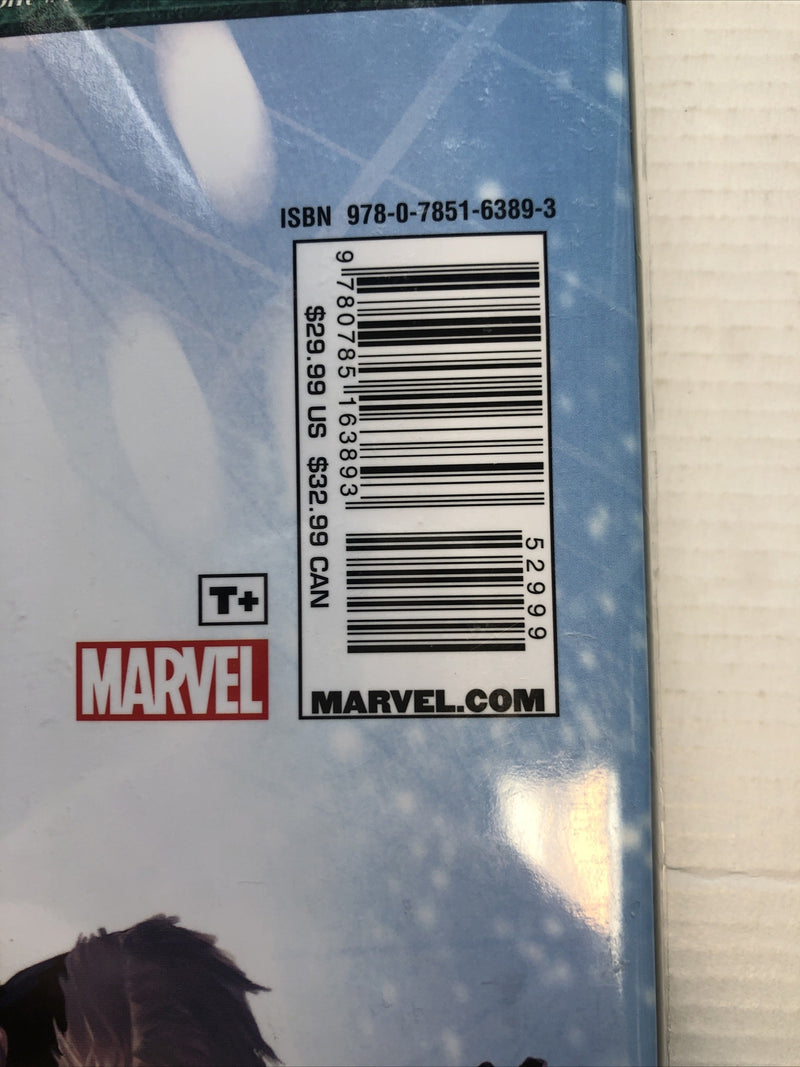 ISBN 978-0-7851-6389-3
9 780785 163893
52999
$29.99 US $32.99 CAN
T+
MARVEL
MARVEL.COM